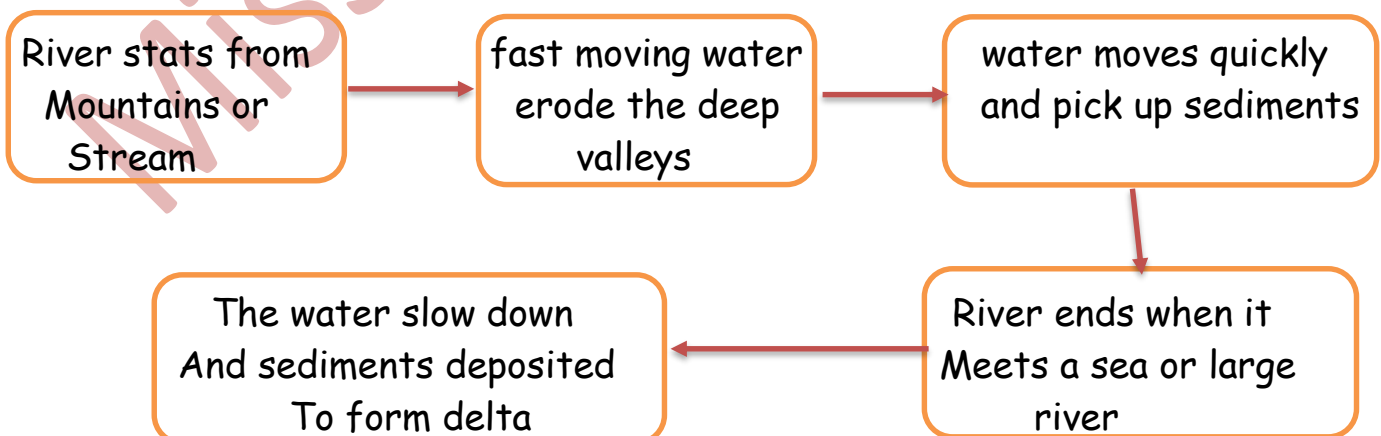 River stats from
Mountains or
Stream
fast moving water
erode the deep
valleys
water moves quickly
and pick up sediments
River ends when it
Meets a sea or large
river
The water slow down
And sediments deposited
To form delta